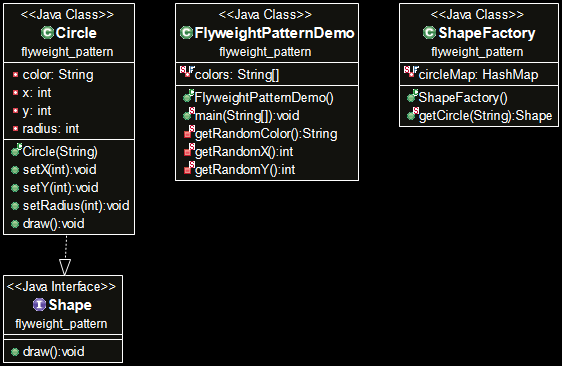 <<Java Class>>
Circle
flyweight_pattern
color: String
x: int
y: int
radius: int
Circle(String)
setX(int):void
setY(int):void
setRadius(int):void
draw():void
<<Java Class>>
FlyweightPatternDemo
flyweight_pattern
colors: String[]
FlyweightPatternDemo()
main(String[]):void
getRandomColor():String
getRandomX():int
getRandomY():int
<<Java Class>>
ShapeFactory
flyweight_pattern
circleMap: HashMap
ShapeFactory()
getCircle(String):Shape
<<Java Interface>>
Shape
flyweight_pattern
draw():void